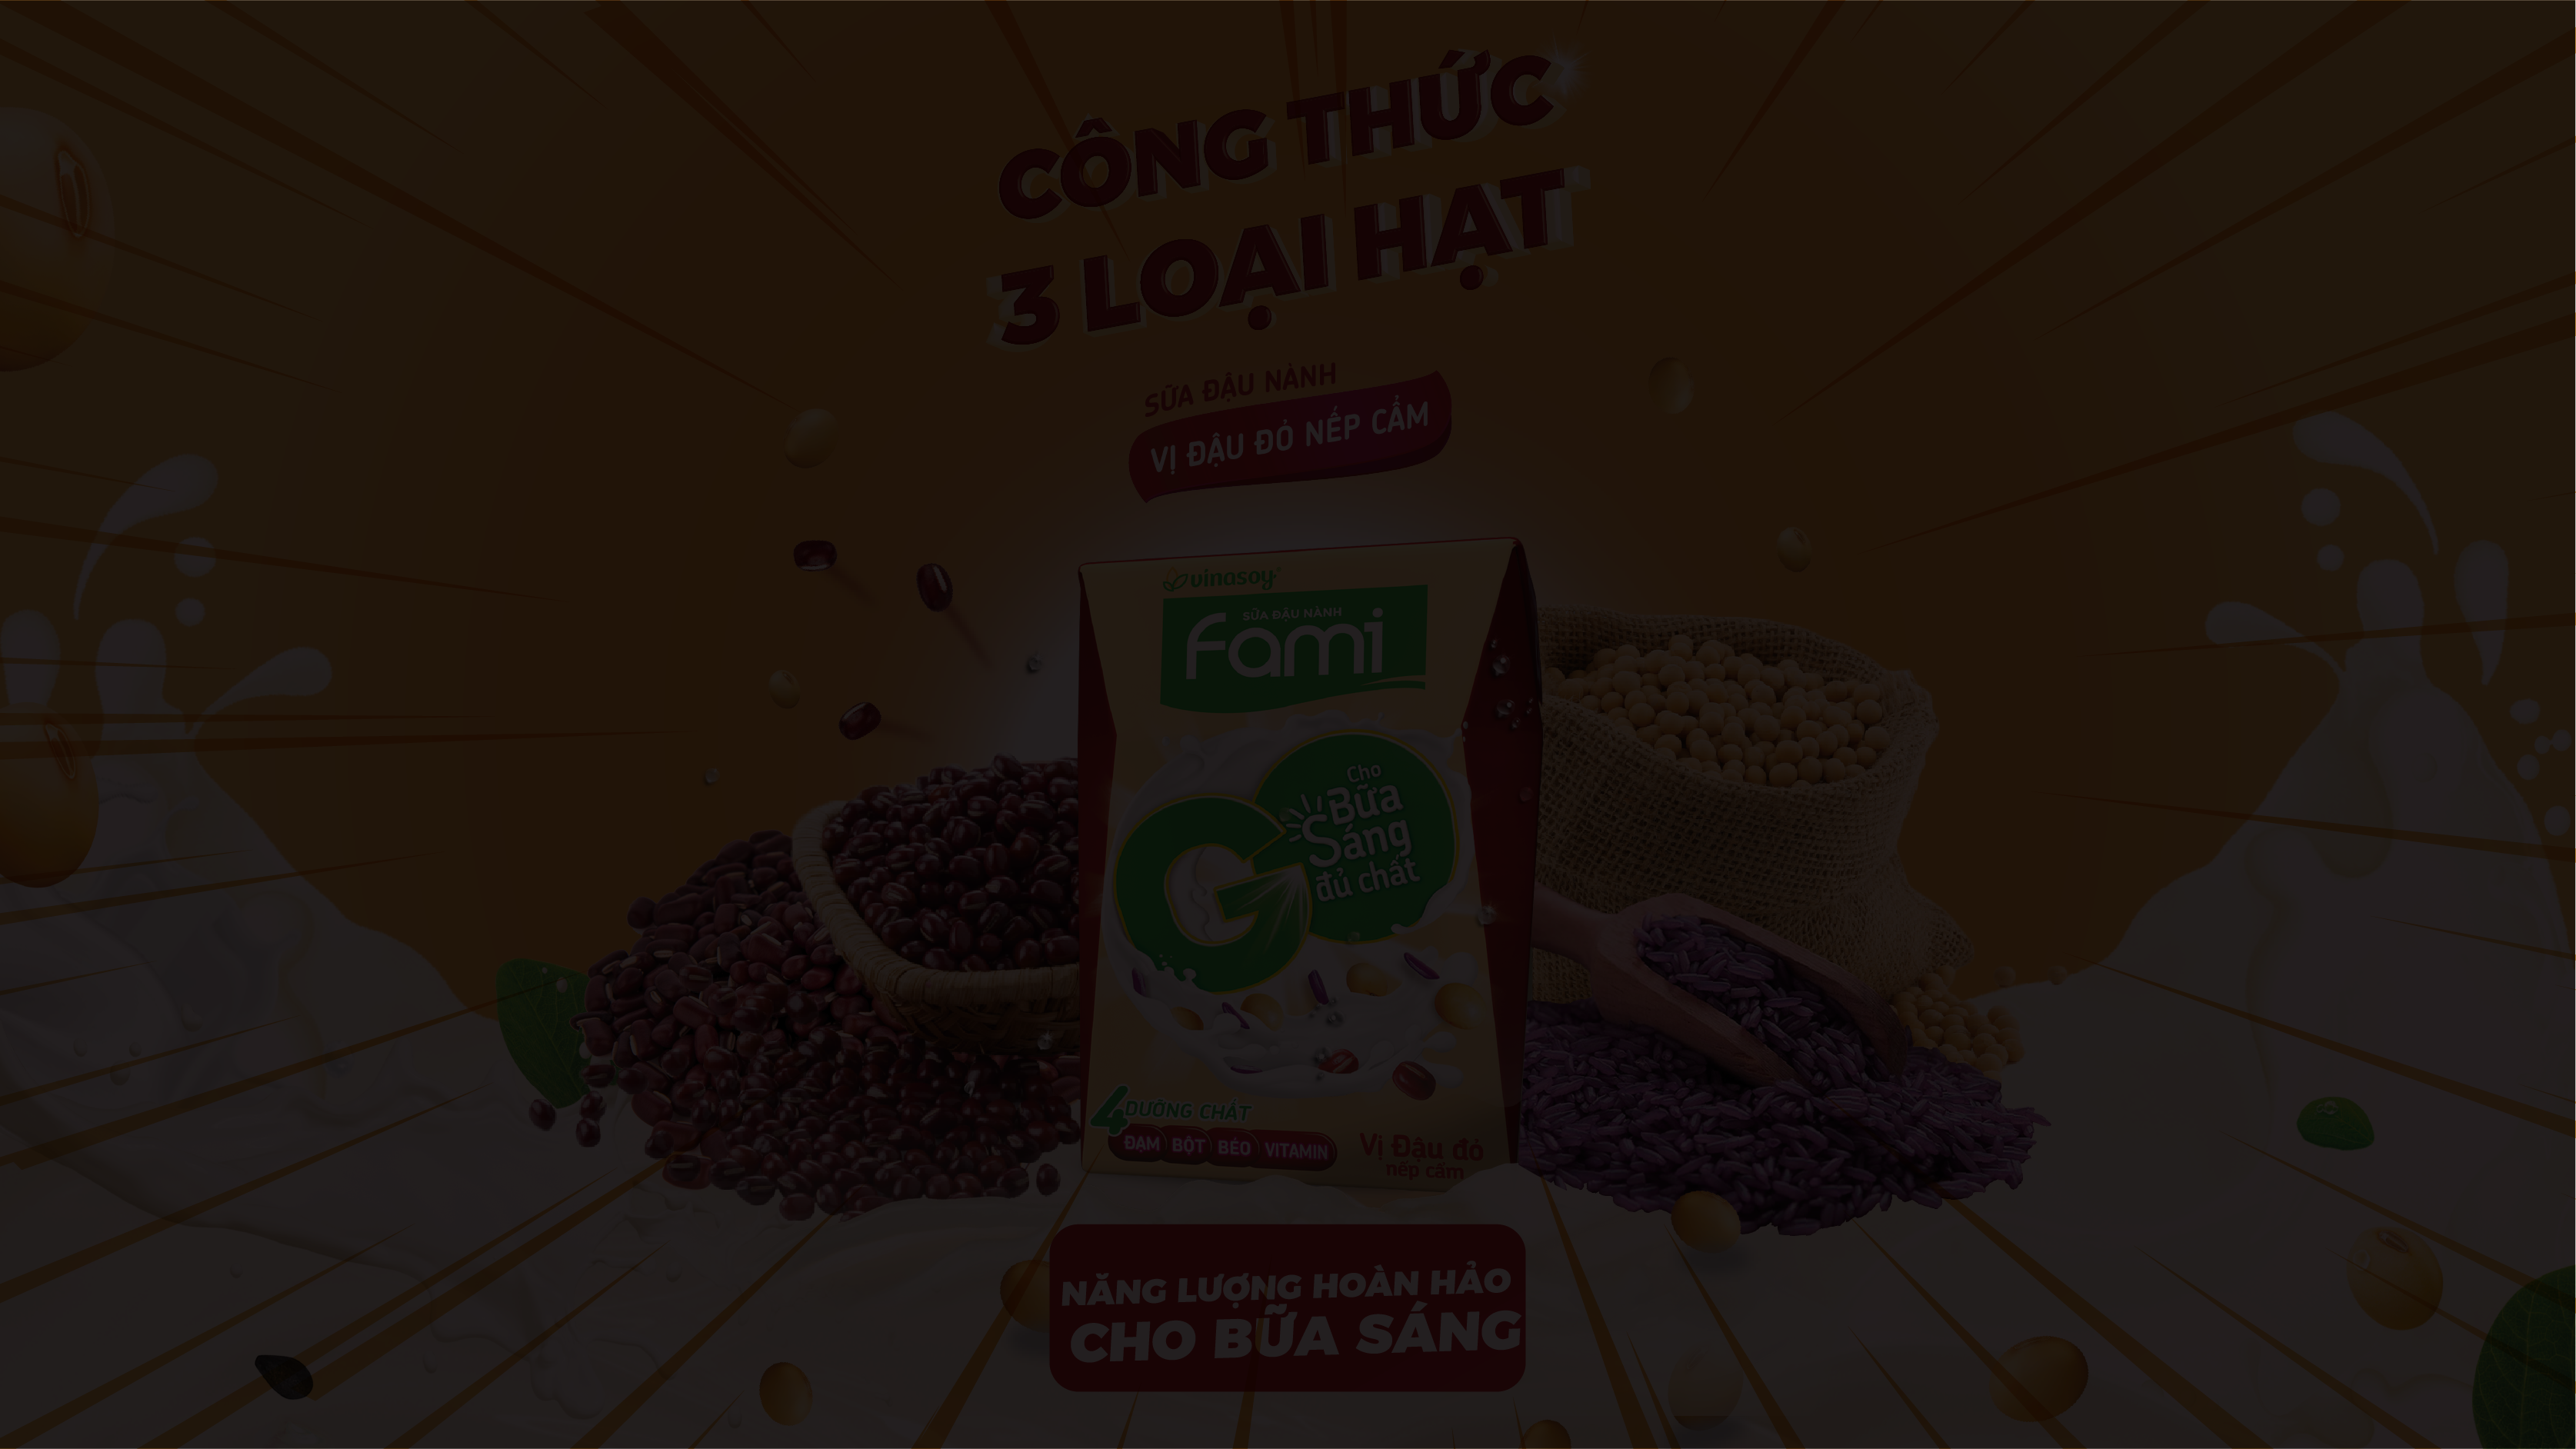 CÔNG THỨC
3 LOẠI HẠT
SỮA ĐẬU NÀNH
VỊ ĐẬU ĐỎ NẾP CẨM
vinasoy
SỮA ĐẬU NÀNH
Fami
GO
Cho
Bữa
Sáng
đủ chất
4 DƯỠNG CHẤT
ĐẠM BỘT BÉO VITAMIN
Vị Đậu đỏ
nếp cẩm
NĂNG LƯỢNG HOÀN HẢO
CHO BỮA SÁNG